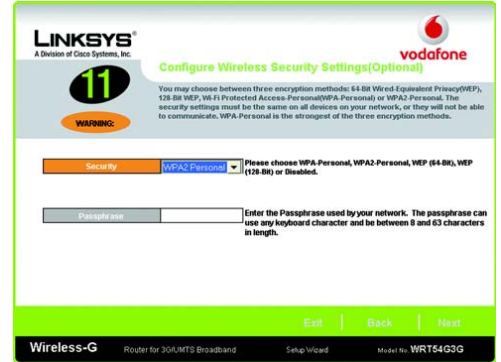 LINKSYS®
A Division of Cisco Systems, Inc.
vodafone
11
WARNING:
Configure Wireless Security Settings(Optional)
You may choose between three encryption methods: 64-Bit Wired-Equivalent Privacy(WEP),
128-Bit WEP, Wi-Fi Protected Access-Personal(WPA-Personal) or WPA2-Personal. The
security settings must be the same on all devices on your network, or they will not be able
to communicate. WPA-Personal is the strongest of the three encryption methods.
Security
WPA2 Personal
Please choose WPA-Personal, WPA2-Personal, WEP (64-Bit), WEP
(128-Bit) or Disabled.
Passphrase
Enter the Passphrase used by your network. The passphrase can
use any keyboard character and be between 8 and 63 characters
in length.
Exit
Back
Next
Wireless-G
Router for 3G/UMTS Broadband
Setup Wizard
Model No. WRT54G3G